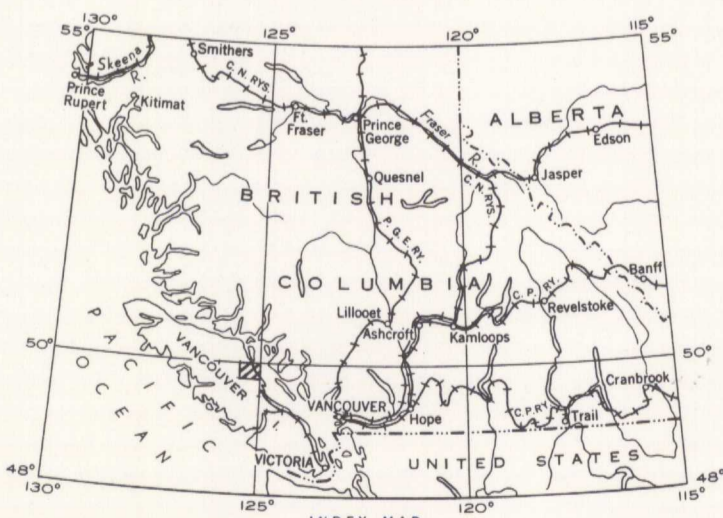 130°
125°
120°
115°
55°
55°
Skeena
R.
Smithers
C. N. RYS.
Prince
Rupert
Kitimat
Ft.
Fraser
Prince
George
Fraser
R.
C. N. RYS.
ALBERTA
Edson
Jasper
Quesnel
BRITISH
P. G. E. RY.
COLUMBIA
Banff
C. P. RY.
Revelstoke
Lillooet
Ashcroft
Kamloops
50°
50°
PACIFIC
OCEAN
VANCOUVER
I.
VANCOUVER
Hope
C.P.RY.
Trail
Cranbrook
VICTORIA
UNITED STATES
48°
48°
130°
125°
120°
115°
INDEX MAP